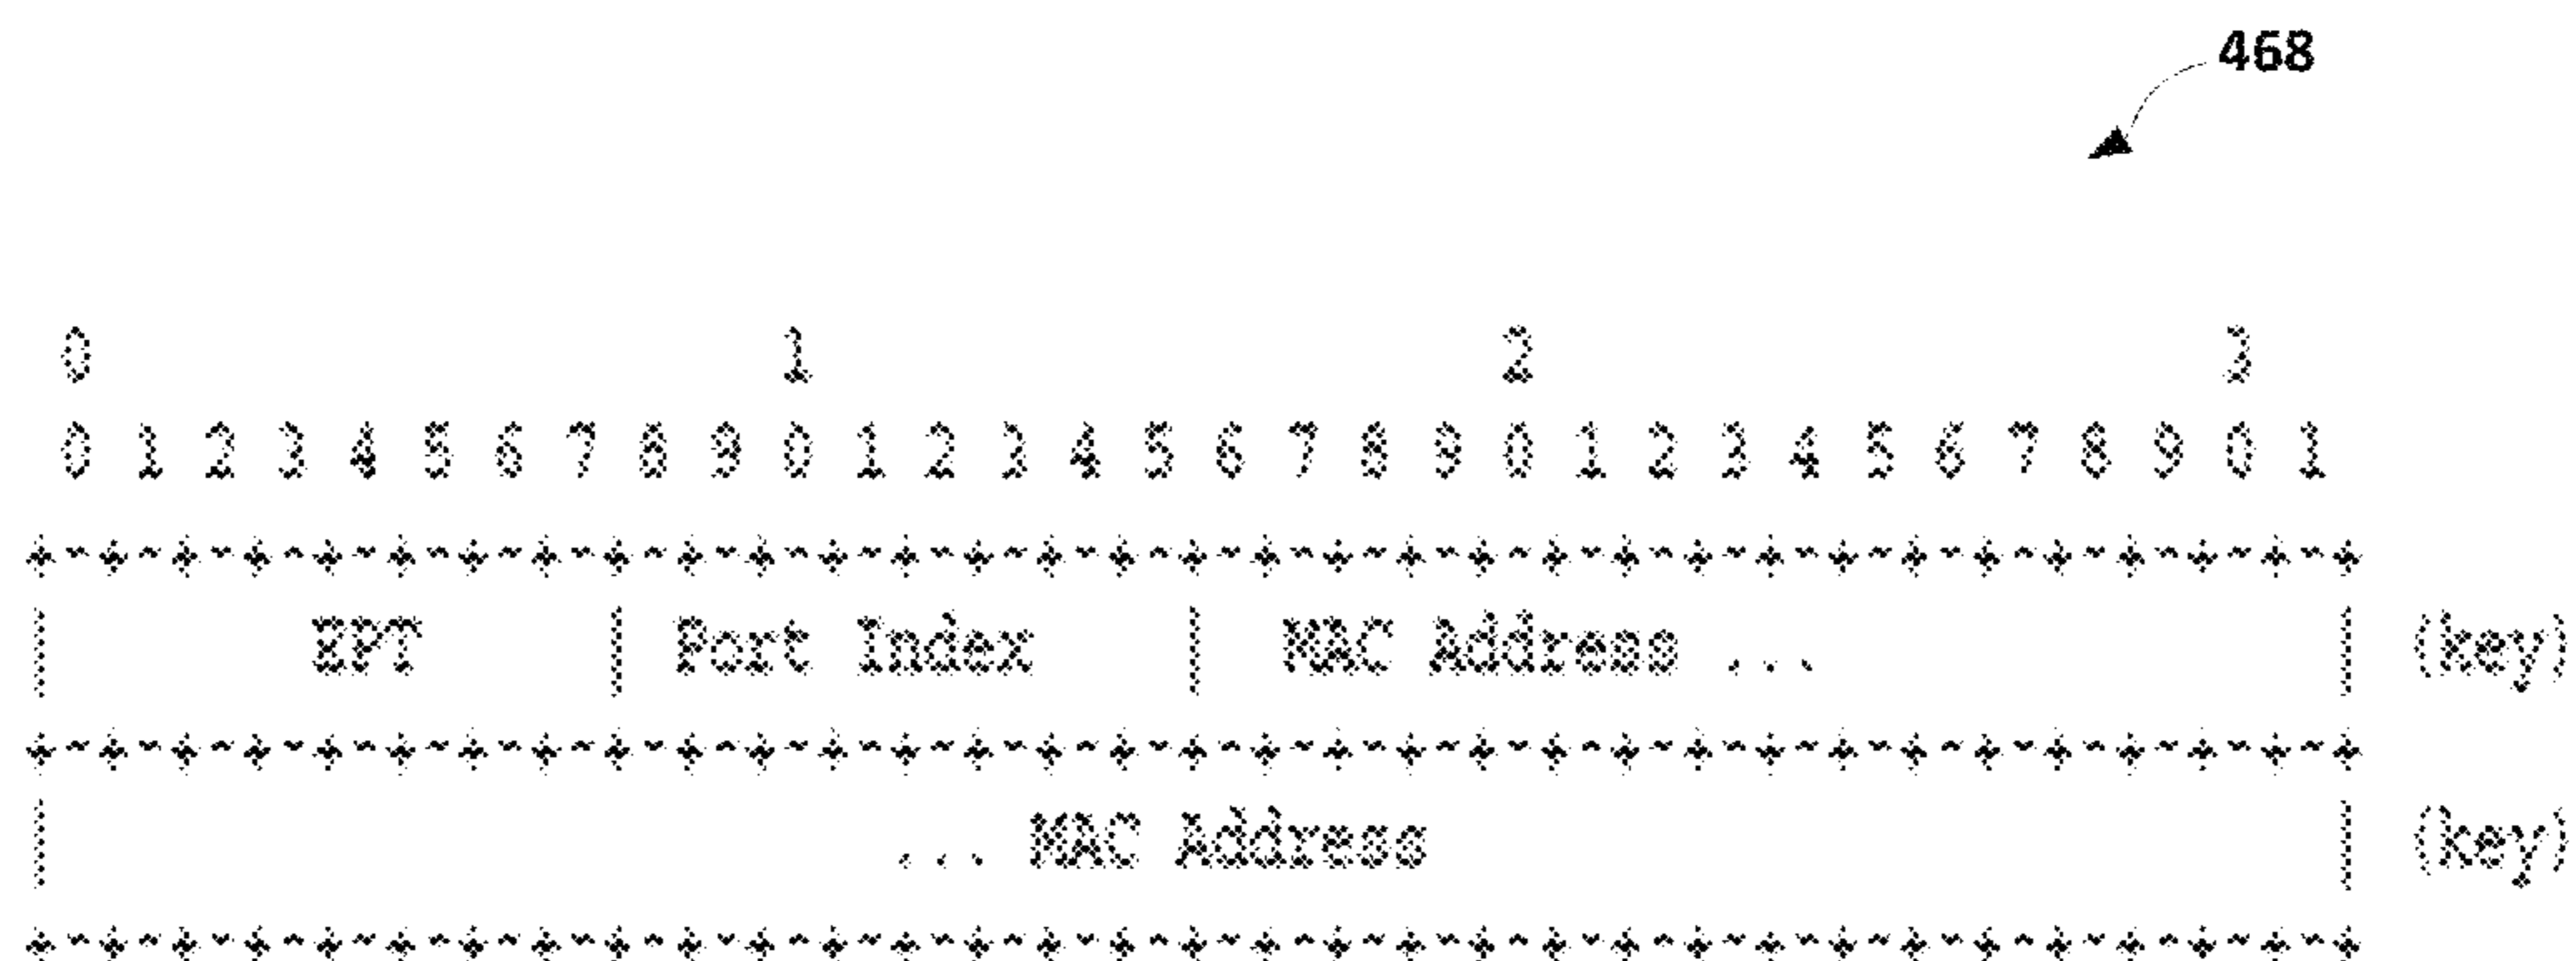 468
0 1 2 3
0 1 2 3 4 5 6 7 8 9 0 1 2 3 4 5 6 7 8 9 0 1 2 3 4 5 6 7 8 9 0 1
+-+-+-+-+-+-+-+-+-+-+-+-+-+-+-+-+-+-+-+-+-+-+-+-+-+-+-+-+-+-+-+-+
| EPT | Port Index | MAC Address ... | (key)
+-+-+-+-+-+-+-+-+-+-+-+-+-+-+-+-+-+-+-+-+-+-+-+-+-+-+-+-+-+-+-+-+
| ... MAC Address | (key)
+-+-+-+-+-+-+-+-+-+-+-+-+-+-+-+-+-+-+-+-+-+-+-+-+-+-+-+-+-+-+-+-+